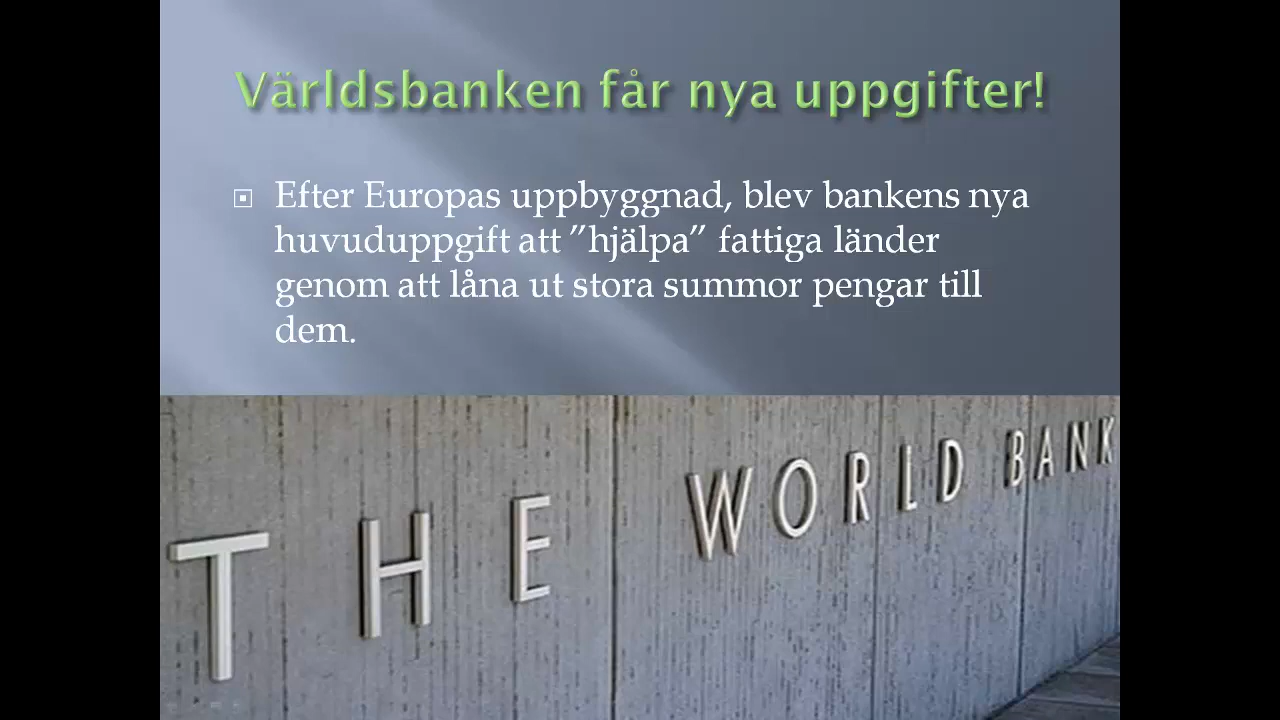 Världsbanken får nya uppgifter!
Efter Europas uppbyggnad, blev bankens nya
huvuduppgift att ”hjälpa” fattiga länder
genom att låna ut stora summor pengar till
dem.
THE WORLD BANK